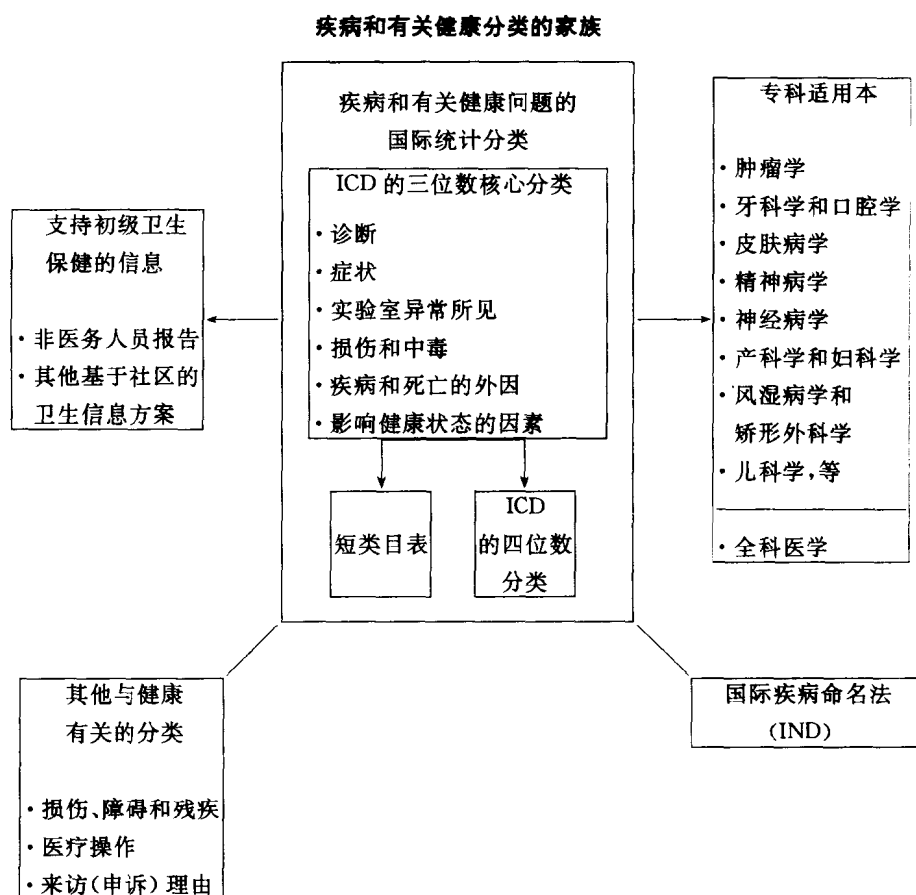 疾病和有关健康分类的家族
疾病和有关健康问题的
国际统计分类
ICD 的三位数核心分类
·诊断
·症状
·实验室异常所见
·损伤和中毒
·疾病和死亡的外因
·影响健康状态的因素
短类目表
ICD
的四位数
分类
支持初级卫生
保健的信息
·非医务人员报告
·其他基于社区的
卫生信息方案
专科适用本
·肿瘤学
·牙科学和口腔学
·皮肤病学
·精神病学
·神经病学
·产科学和妇科学
·风湿病学和
矫形外科学
·儿科学,等
·全科医学
其他与健康
有关的分类
·损伤、障碍和残疾
·医疗操作
·来访(申诉)理由
国际疾病命名法
(IND)